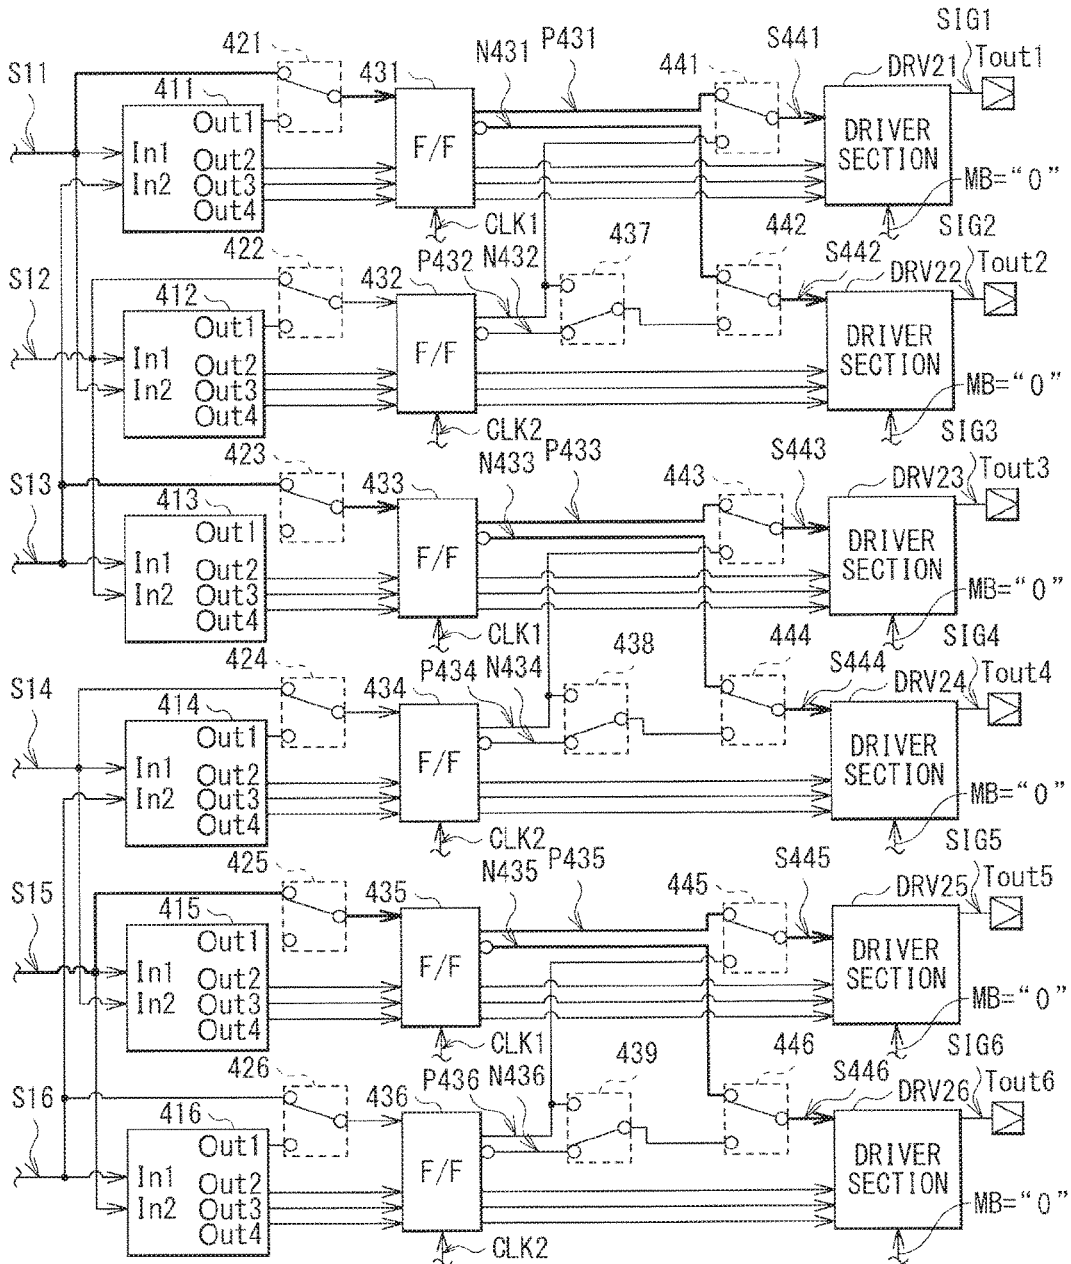 SIG1
421
N431
P431
S441
S11
411
431
441
DRV21
Tout1
Out1
In1
In2
Out2
Out3
Out4
F/F
DRIVER
SECTION
MB="0"
CLK1
SIG2
422
P432
N432
437
442
S442
S12
412
432
DRV22
Tout2
Out1
In1
In2
Out2
Out3
Out4
F/F
DRIVER
SECTION
MB="0"
CLK2
SIG3
423
N433
P433
S443
S13
413
433
443
DRV23
Tout3
Out1
In1
In2
Out2
Out3
Out4
F/F
DRIVER
SECTION
MB="0"
CLK1
SIG4
424
P434
N434
438
444
S444
S14
414
434
DRV24
Tout4
Out1
In1
In2
Out2
Out3
Out4
F/F
DRIVER
SECTION
MB="0"
CLK2
SIG5
425
N435
P435
S445
S15
415
435
445
DRV25
Tout5
Out1
In1
In2
Out2
Out3
Out4
F/F
DRIVER
SECTION
MB="0"
CLK1
SIG6
426
P436
N436
439
446
S446
S16
416
436
DRV26
Tout6
Out1
In1
In2
Out2
Out3
Out4
F/F
DRIVER
SECTION
MB="0"
CLK2